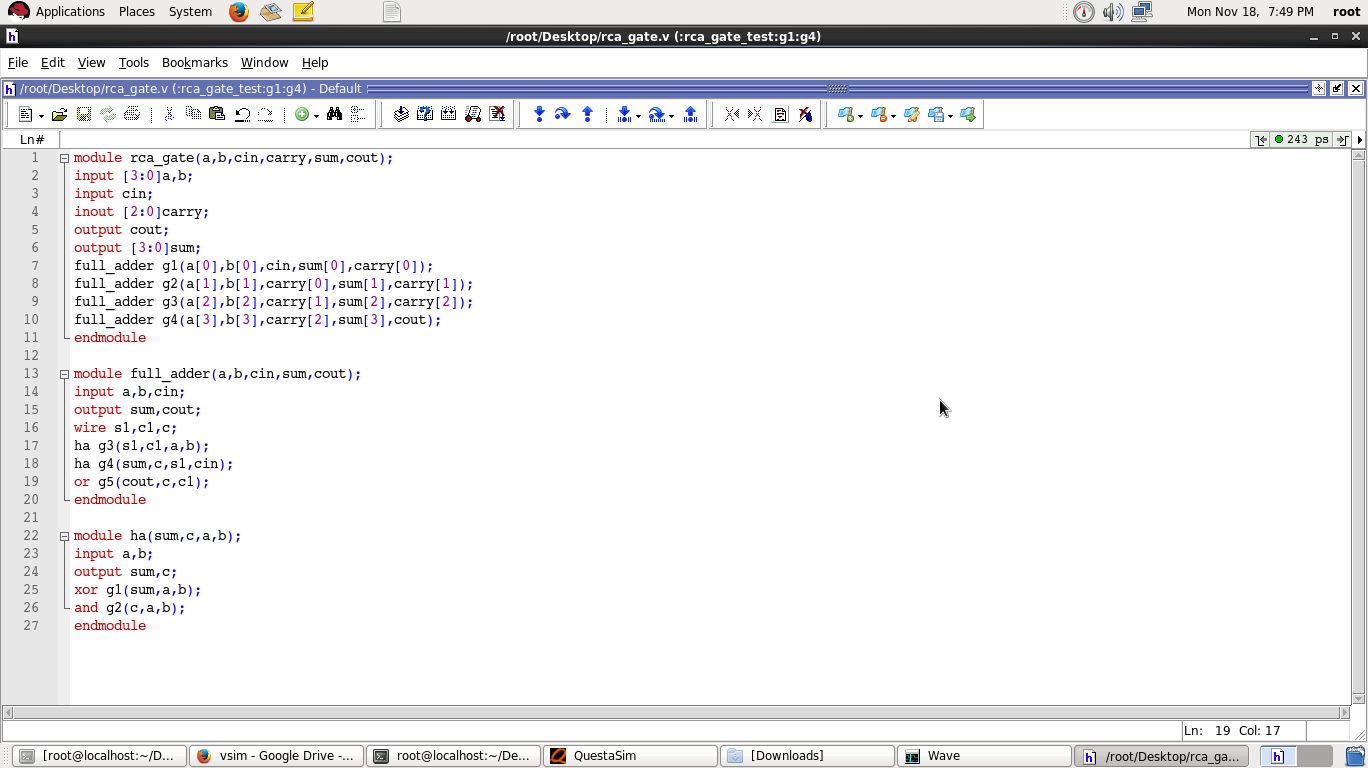 Applications Places System Mon Nov 18, 7:49 PM root
/root/Desktop/rca_gate.v (:rca_gate_test:g1:g4)
File Edit View Tools Bookmarks Window Help
/root/Desktop/rca_gate.v (:rca_gate_test:g1:g4) - Default
Ln# 243 ps
1 module rca_gate(a,b,cin,carry,sum,cout);
2 input [3:0]a,b;
3 input cin;
4 inout [2:0]carry;
5 output cout;
6 output [3:0]sum;
7 full_adder g1(a[0],b[0],cin,sum[0],carry[0]);
8 full_adder g2(a[1],b[1],carry[0],sum[1],carry[1]);
9 full_adder g3(a[2],b[2],carry[1],sum[2],carry[2]);
10 full_adder g4(a[3],b[3],carry[2],sum[3],cout);
11 endmodule
12
13 module full_adder(a,b,cin,sum,cout);
14 input a,b,cin;
15 output sum,cout;
16 wire s1,c1,c;
17 ha g3(s1,c1,a,b);
18 ha g4(sum,c,s1,cin);
19 or g5(cout,c,c1);
20 endmodule
21
22 module ha(sum,c,a,b);
23 input a,b;
24 output sum,c;
25 xor g1(sum,a,b);
26 and g2(c,a,b);
27 endmodule
Ln: 19 Col: 17
[root@localhost:~/D... vsim - Google Drive -... root@localhost:~/De... QuestaSim [Downloads] Wave /root/Desktop/rca_ga...